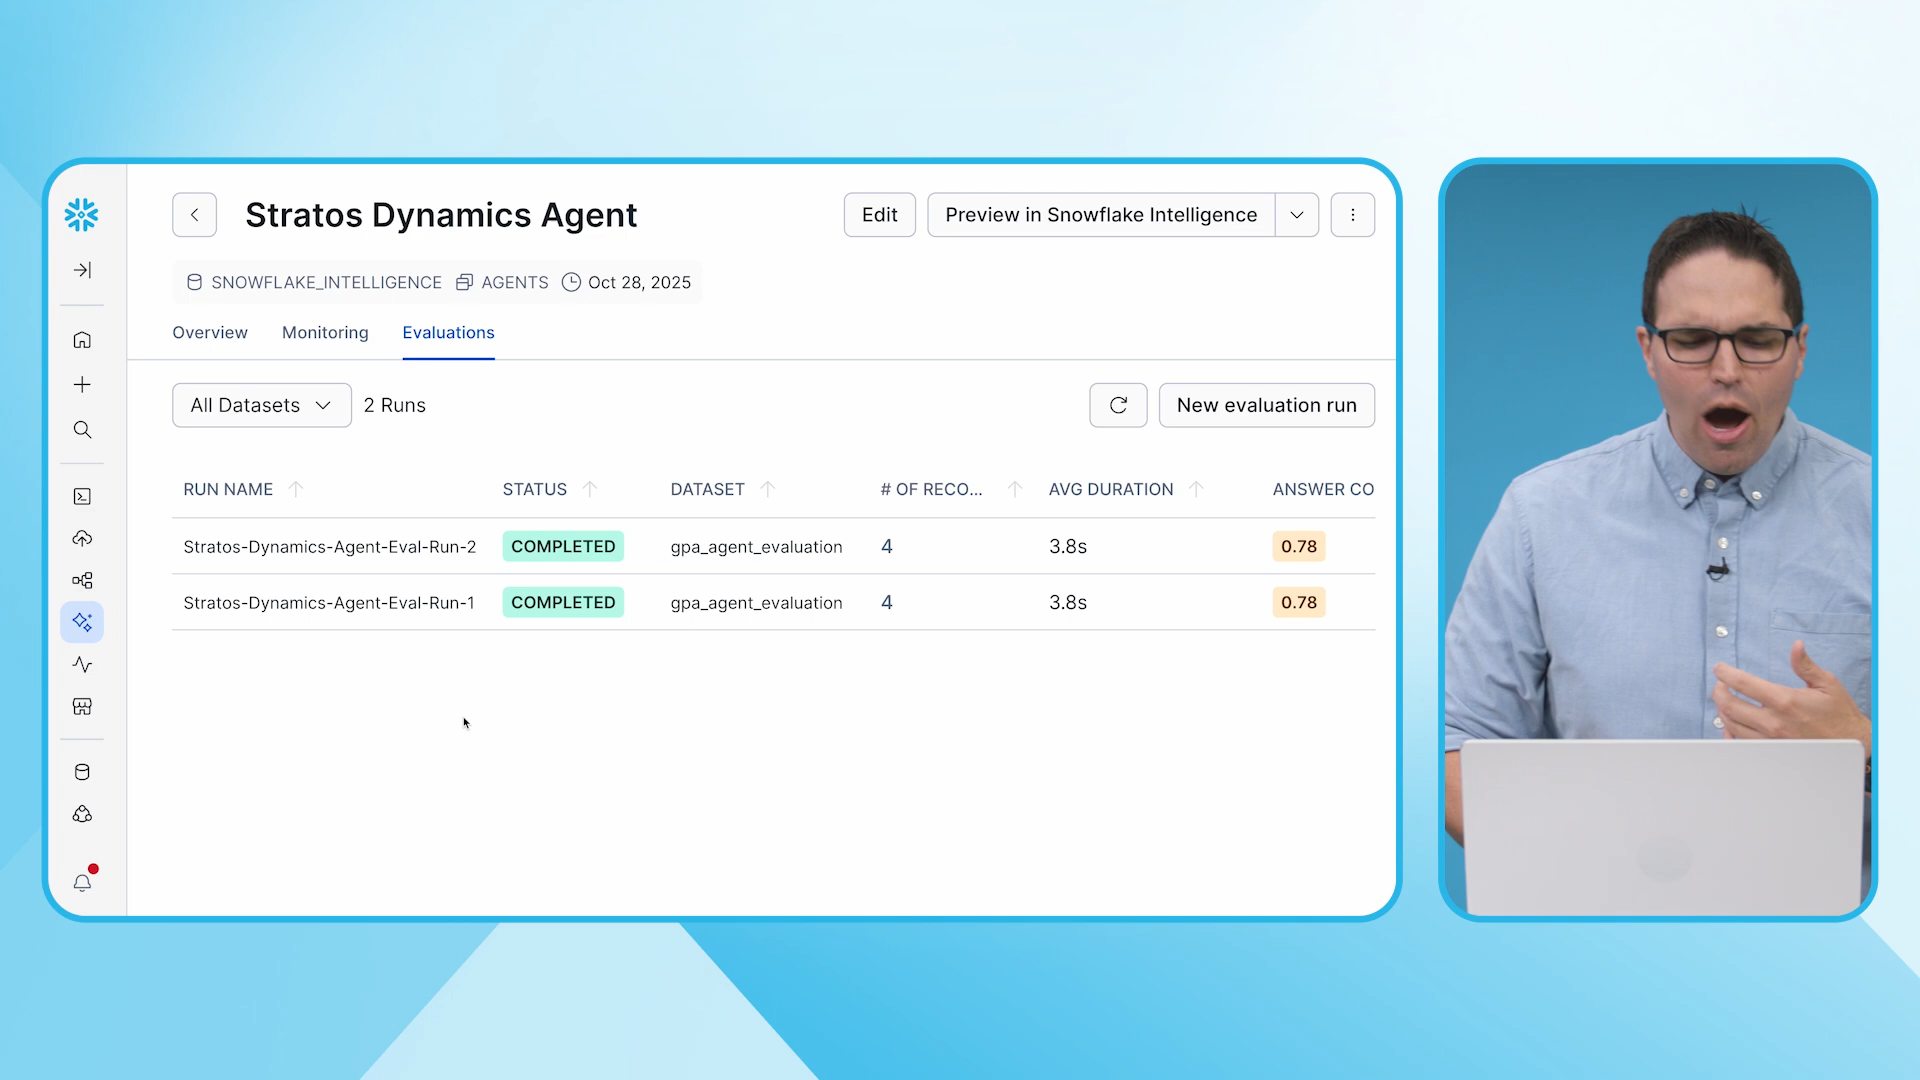 Stratos Dynamics Agent
Edit
Preview in Snowflake Intelligence
SNOWFLAKE_INTELLIGENCE AGENTS Oct 28, 2025
Overview Monitoring Evaluations
All Datasets 2 Runs
New evaluation run
RUN NAME STATUS DATASET # OF RECO... AVG DURATION ANSWER CO
Stratos-Dynamics-Agent-Eval-Run-2 COMPLETED gpa_agent_evaluation 4 3.8s 0.78
Stratos-Dynamics-Agent-Eval-Run-1 COMPLETED gpa_agent_evaluation 4 3.8s 0.78